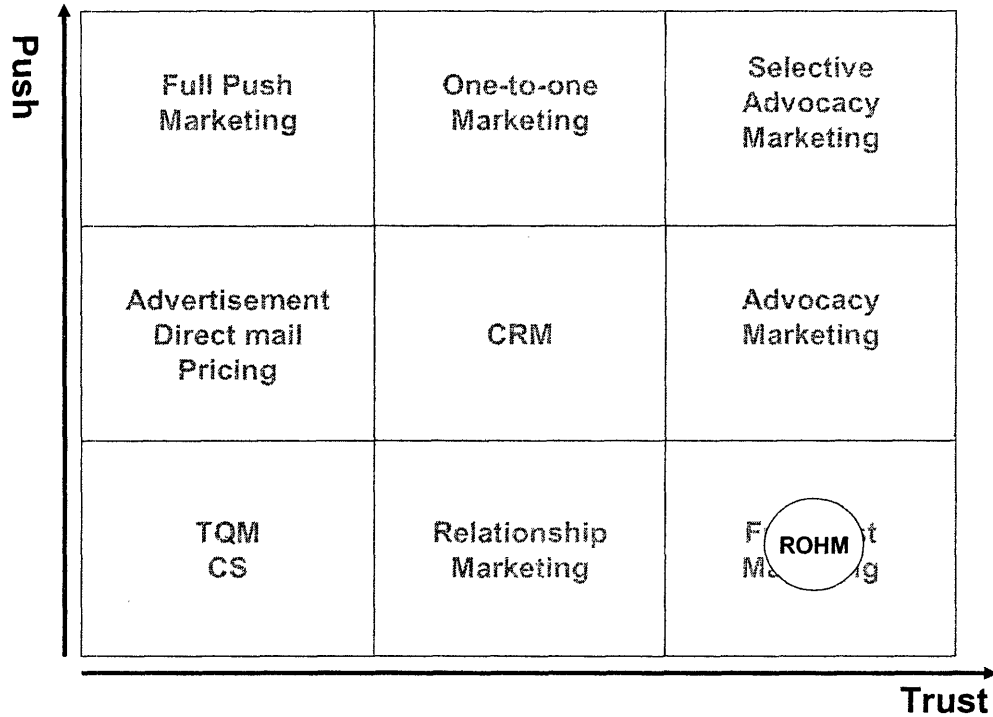 Push
Full Push
Marketing
One-to-one
Marketing
Selective
Advocacy
Marketing
Advertisement
Direct mail
Pricing
CRM
Advocacy
Marketing
TQM
CS
Relationship
Marketing
ROHM
Trust